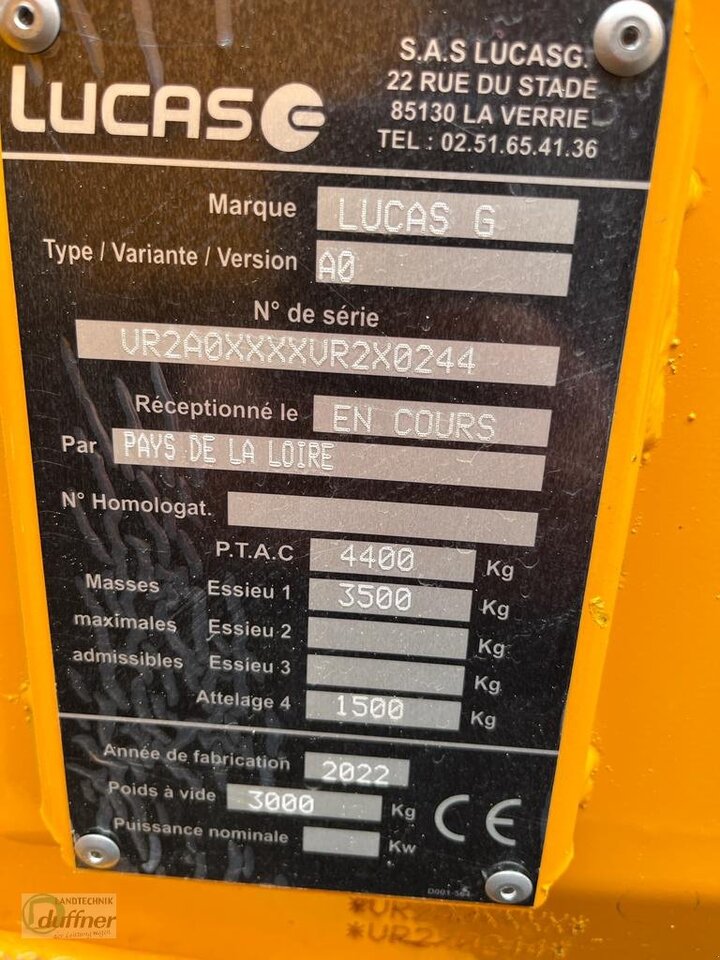 LUCAS G
S.A.S LUCASG.
22 RUE DU STADE
85130 LA VERRIE
TEL : 02.51.65.41.36
Marque LUCAS G
Type / Variante / Version A0
N° de série
VR2A0XXXXVR2X0244
Réceptionné le EN COURS
Par PAYS DE LA LOIRE
N° Homologat.
P.T.A.C 4400 Kg
Masses maximales admissibles
Essieu 1 3500 Kg
Essieu 2 Kg
Essieu 3 Kg
Attelage 4 1500 Kg
Année de fabrication 2022
Poids à vide 3000 Kg
Puissance nominale Kw
CE
LANDTECHNIK
duffner